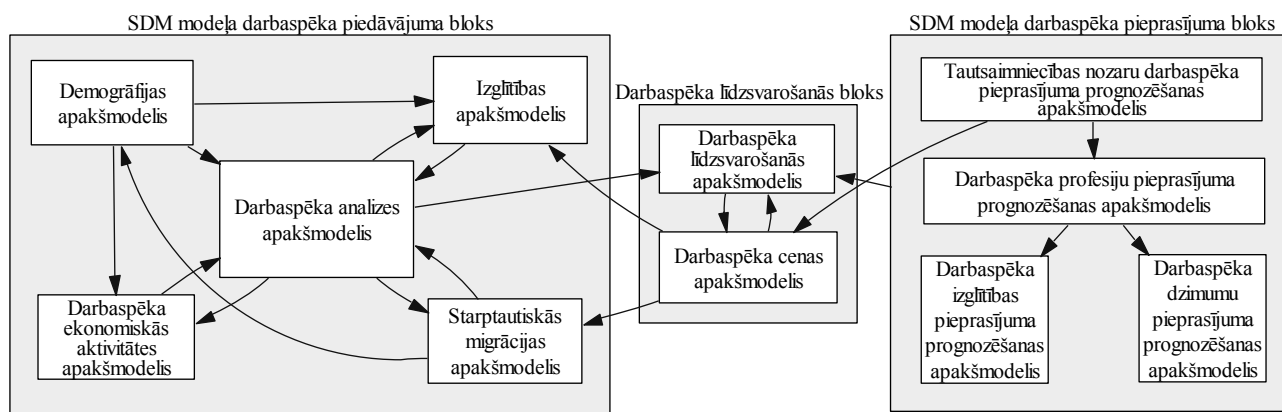 SDM modeļa darbaspēka piedāvājuma bloks
Demogrāfijas
apakšmodelis
Izglītības
apakšmodelis
Darbaspēka analizes
apakšmodelis
Darbaspēka
ekonomiskās
aktivitātes
apakšmodelis
Starptautiskās
migrācijas
apakšmodelis
Darbaspēka līdzsvarošanās bloks
Darbaspēka
līdzsvarošanās
apakšmodelis
Darbaspēka cenas
apakšmodelis
SDM modeļa darbaspēka pieprasījuma bloks
Tautsaimniecības nozaru darbaspēka
pieprasījuma prognozēšanas
apakšmodelis
Darbaspēka profesiju pieprasījuma
prognozēšanas apakšmodelis
Darbaspēka
izglītības
pieprasījuma
prognozēšanas
apakšmodelis
Darbaspēka
dzimumu
pieprasījuma
prognozēšanas
apakšmodelis